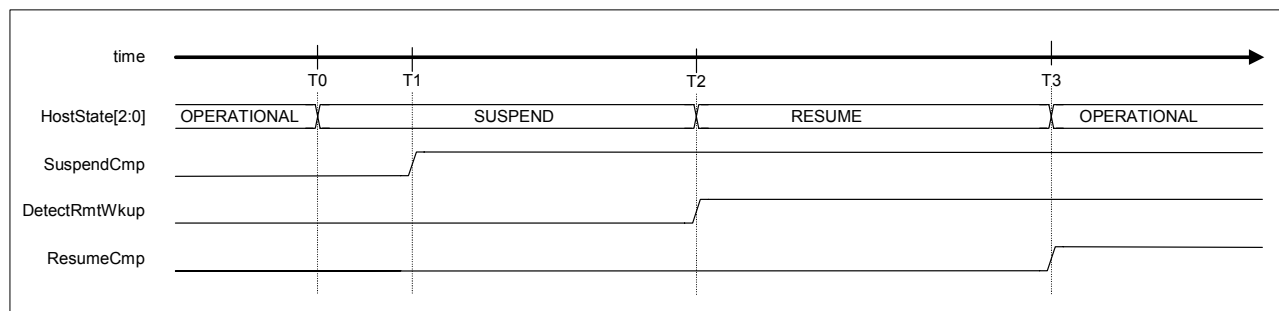 time
T0 T1 T2 T3
HostState[2:0] OPERATIONAL SUSPEND RESUME OPERATIONAL
SuspendCmp
DetectRmtWkup
ResumeCmp